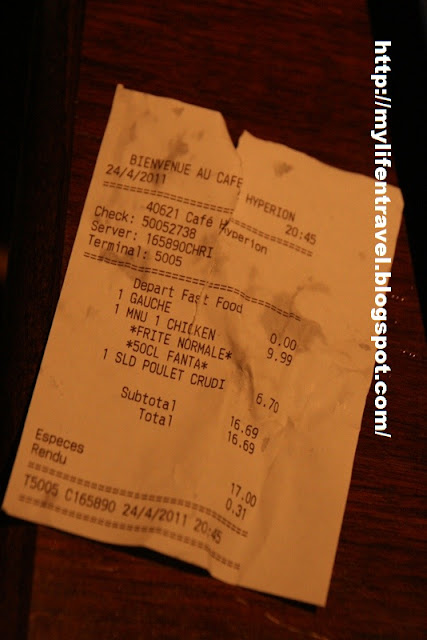 BIENVENUE AU CAFE HYPERION
24/4/2011 20:45
==============================
40621 Café Hyperion
Check: 50052738
Server: 165890CHRI
Terminal: 5005
==============================
Depart Fast Food
1 GAUCHE 0.00
1 MNU 1 CHICKEN 9.99
*FRITE NORMALE*
*50CL FANTA*
1 SLD POULET CRUDI 6.70
Subtotal 16.69
Total 16.69
Especes 17.00
Rendu 0.31
==============================
T5005 C165890 24/4/2011 20:45
==============================
http://mylifentravel.blogspot.com/